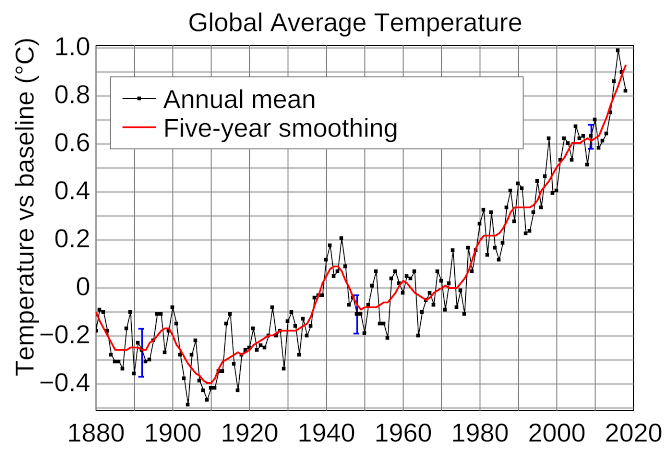 Global Average Temperature
Temperature vs baseline (°C)
1.0
0.8
0.6
0.4
0.2
0
−0.2
−0.4
Annual mean
Five-year smoothing
1880 1900 1920 1940 1960 1980 2000 2020